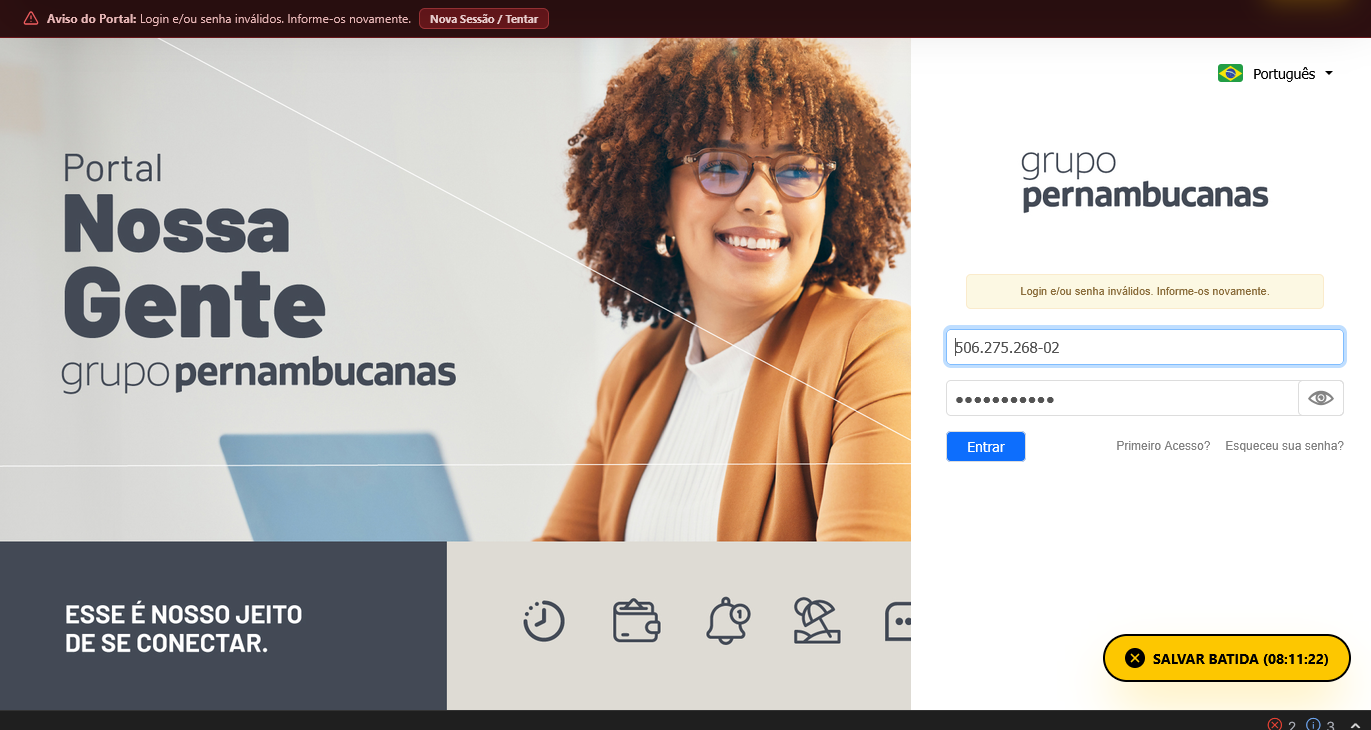 Aviso do Portal: Login e/ou senha inválidos. Informe-os novamente. Nova Sessão / Tentar
Português
Portal
Nossa
Gente
grupo pernambucanas
grupo
pernambucanas
Login e/ou senha inválidos. Informe-os novamente.
506.275.268-02
Entrar
Primeiro Acesso? Esqueceu sua senha?
ESSE É NOSSO JEITO
DE SE CONECTAR.
1
SALVAR BATIDA (08:11:22)
2 3